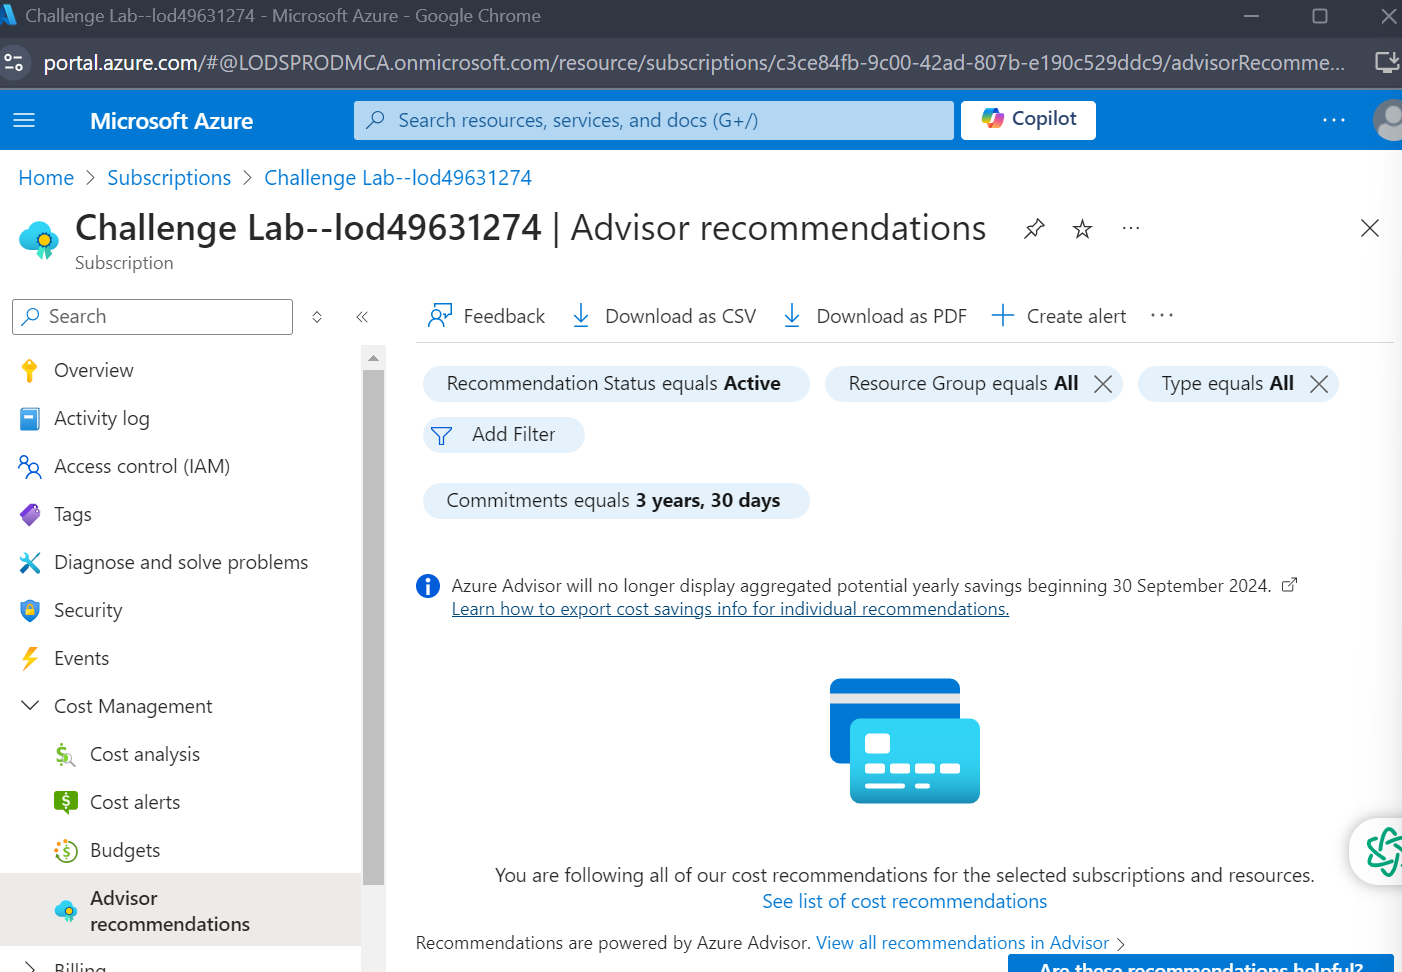 Challenge Lab--lod49631274 - Microsoft Azure - Google Chrome
portal.azure.com/#@LODSPRODMCA.onmicrosoft.com/resource/subscriptions/c3ce84fb-9c00-42ad-807b-e190c529ddc9/advisorRecomme...
Microsoft Azure
Search resources, services, and docs (G+/)
Copilot
Home > Subscriptions > Challenge Lab--lod49631274
Challenge Lab--lod49631274 | Advisor recommendations
Subscription
Search
Feedback
Download as CSV
Download as PDF
Create alert
Overview
Activity log
Access control (IAM)
Tags
Diagnose and solve problems
Security
Events
Cost Management
Cost analysis
Cost alerts
Budgets
Advisor
recommendations
Billing
Recommendation Status equals Active
Resource Group equals All
Type equals All
Add Filter
Commitments equals 3 years, 30 days
Azure Advisor will no longer display aggregated potential yearly savings beginning 30 September 2024.
Learn how to export cost savings info for individual recommendations.
You are following all of our cost recommendations for the selected subscriptions and resources.
See list of cost recommendations
Recommendations are powered by Azure Advisor. View all recommendations in Advisor >
Are these recommendations helpful?